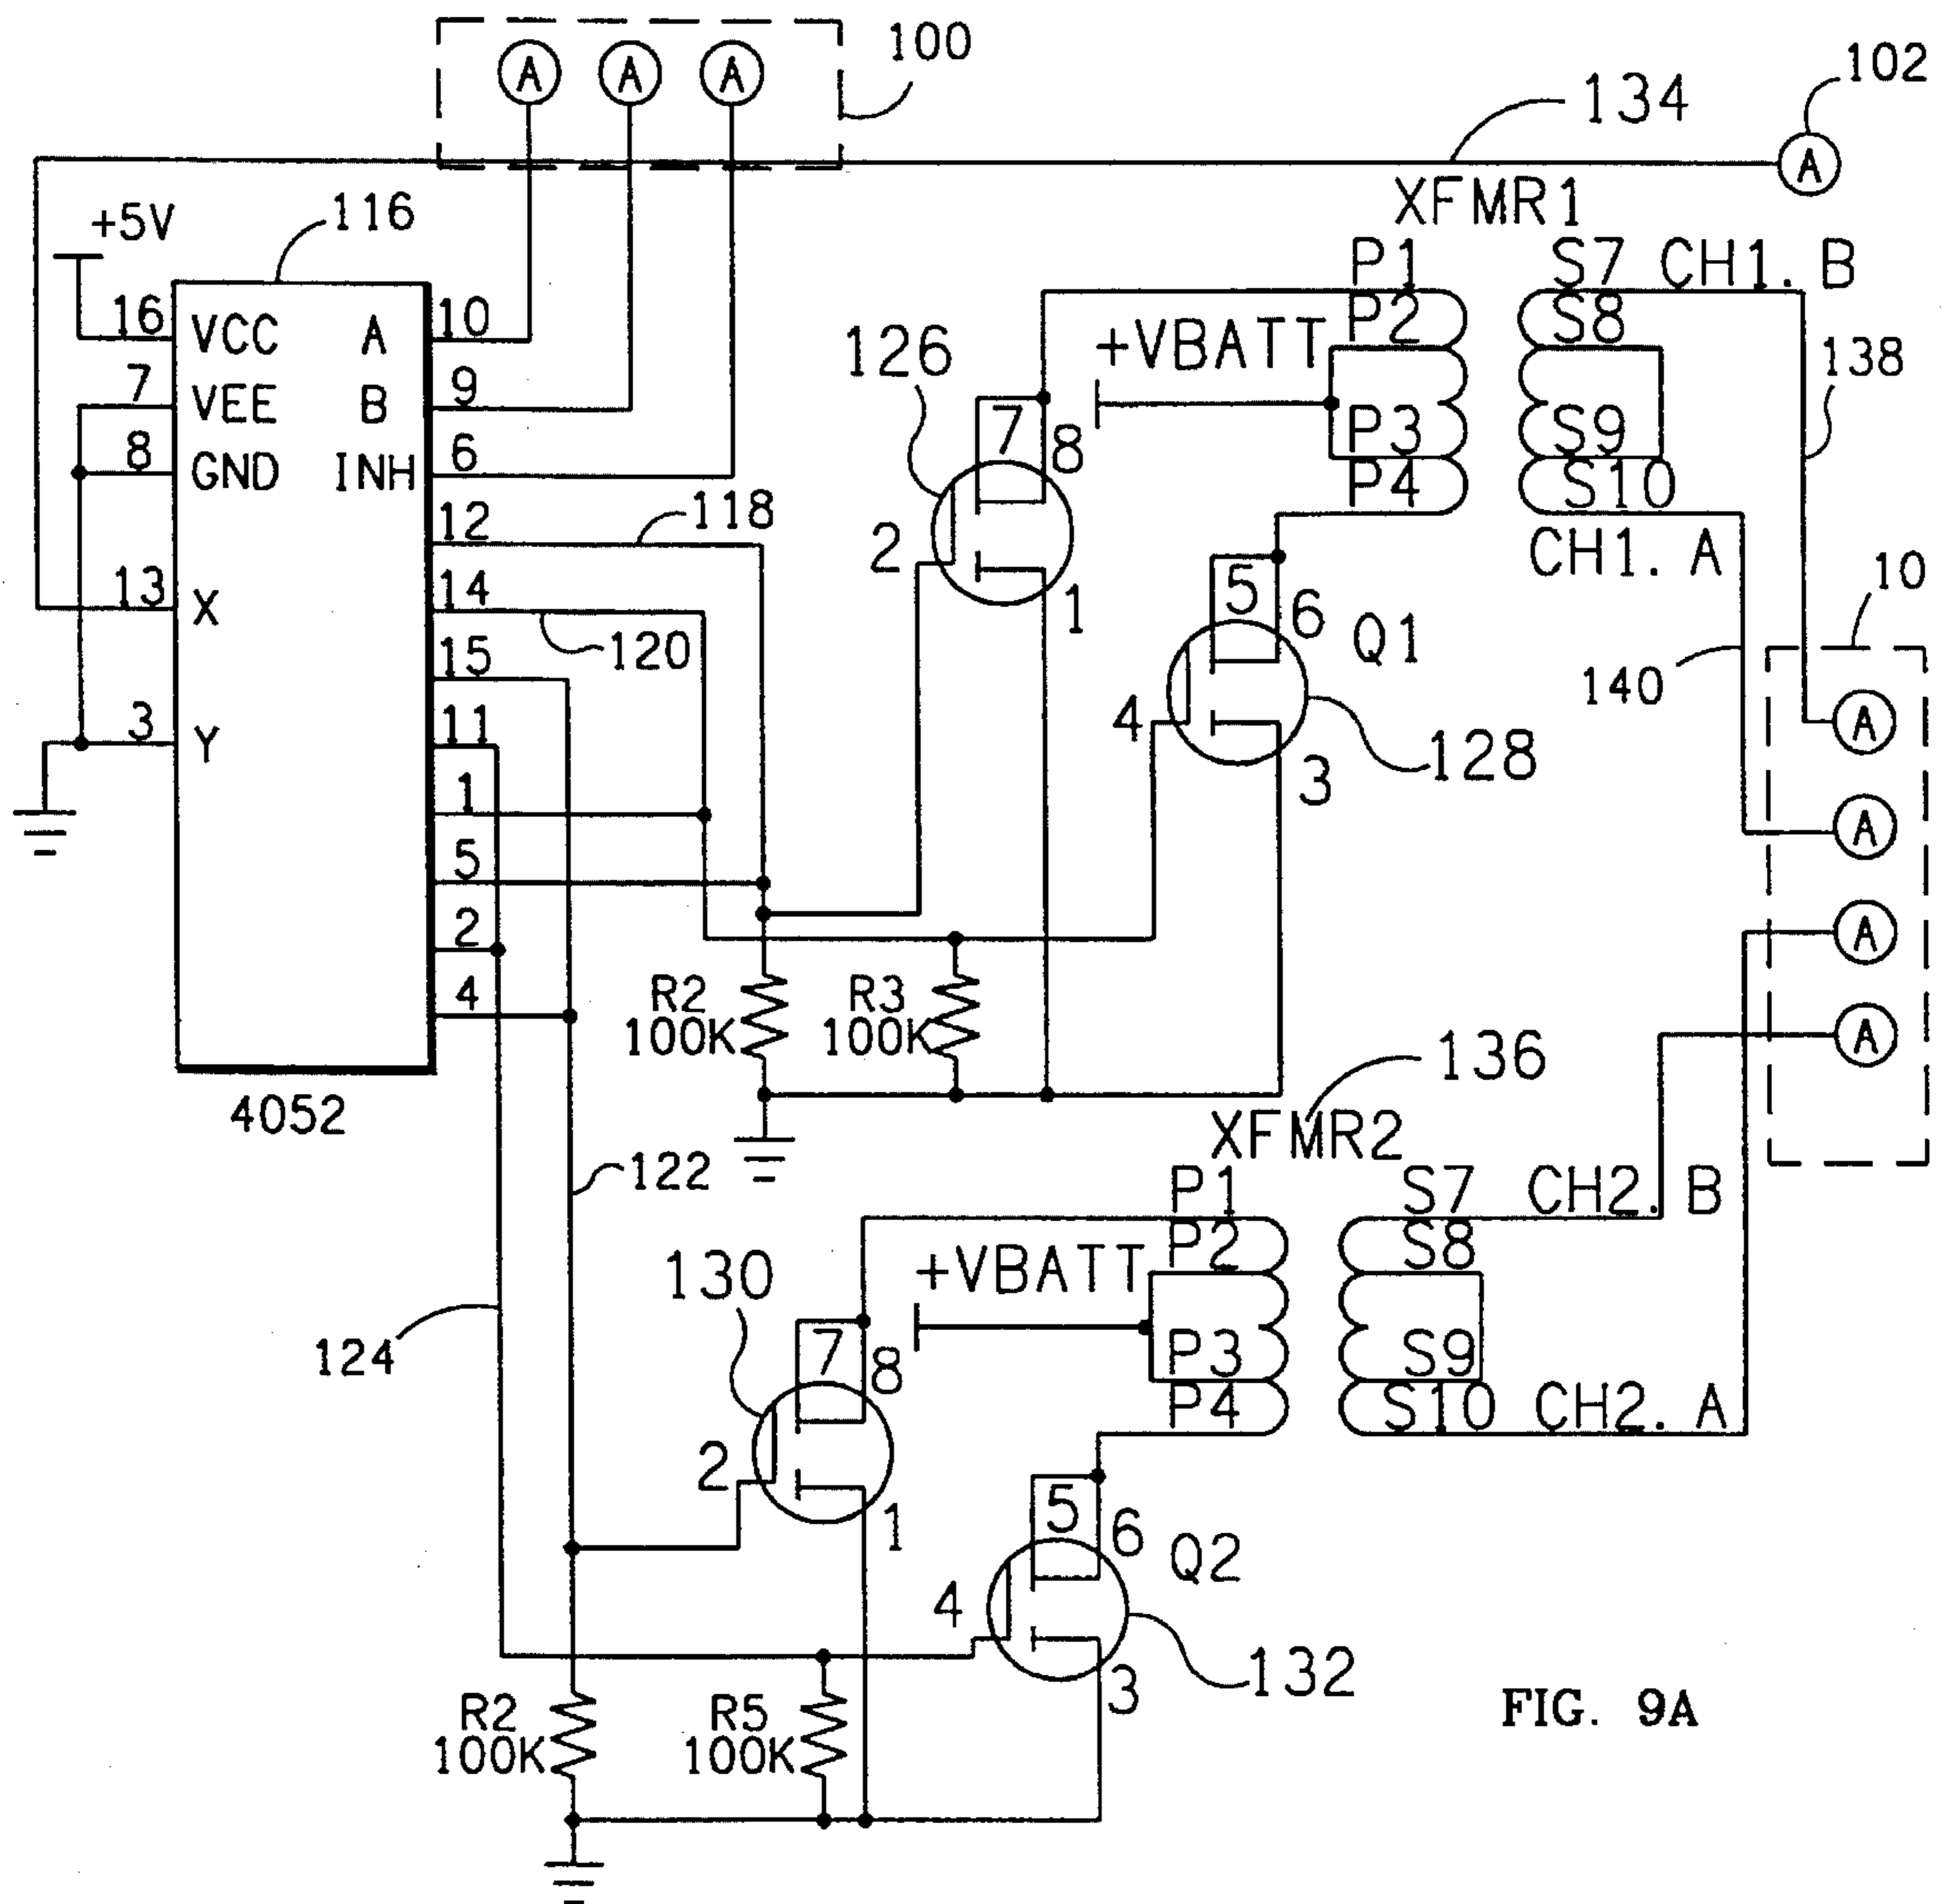 A A A 100
102
134
A
XFMR1
+5V
116
P1 S7 CH1. B
16 VCC A 10
P2 S8
126
+VBATT
138
7 VEE B 9
P3 S9
7 8
8 GND INH 6
P4 S10
12 118
2
CH1. A
10
13 X 14
1
5 6 Q1
120
15
140
A
3 Y 11
4
128
3
1
A
5
2
A
4
R2 100K
R3 100K
136
A
4052
XFMR2
122
P1 S7 CH2. B
P2 S8
130
+VBATT
124
7 8
P3 S9
P4 S10 CH2. A
2
1
5 6 Q2
4
132
3
R2 100K
R5 100K
FIG. 9A